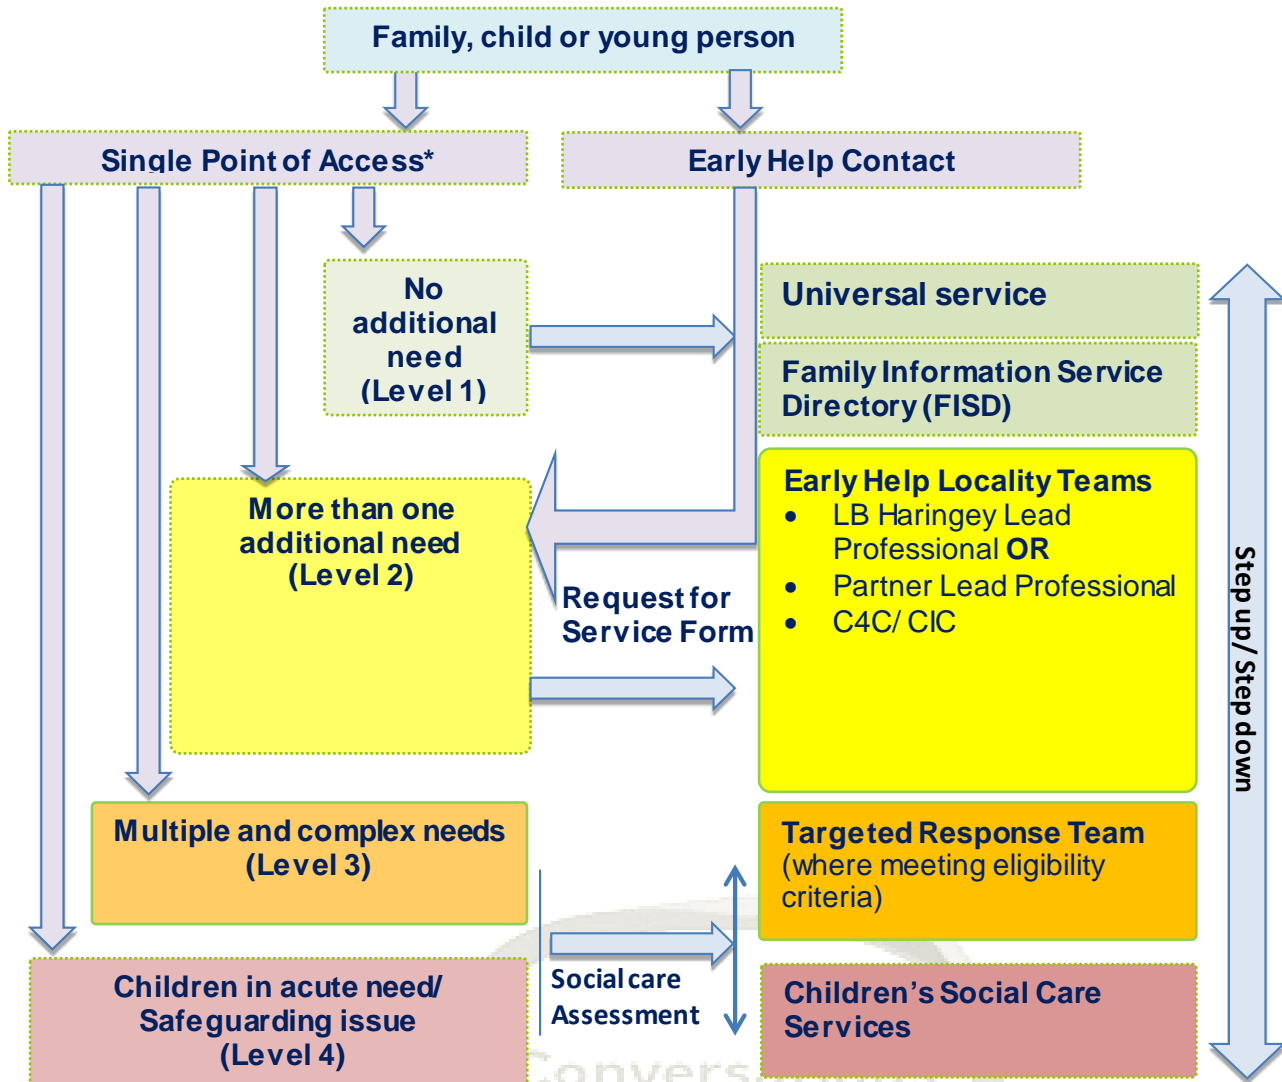 Family, child or young person
Single Point of Access*
Early Help Contact
No
additional
need
(Level 1)
Universal service
Family Information Service
Directory (FISD)
More than one
additional need
(Level 2)
Request for
Service Form
Early Help Locality Teams
• LB Haringey Lead
Professional OR
• Partner Lead Professional
• C4C/ CIC
Step up/ Step down
Multiple and complex needs
(Level 3)
Targeted Response Team
(where meeting eligibility
criteria)
Social care
Assessment
Children in acute need/
Safeguarding issue
(Level 4)
Children’s Social Care
Services